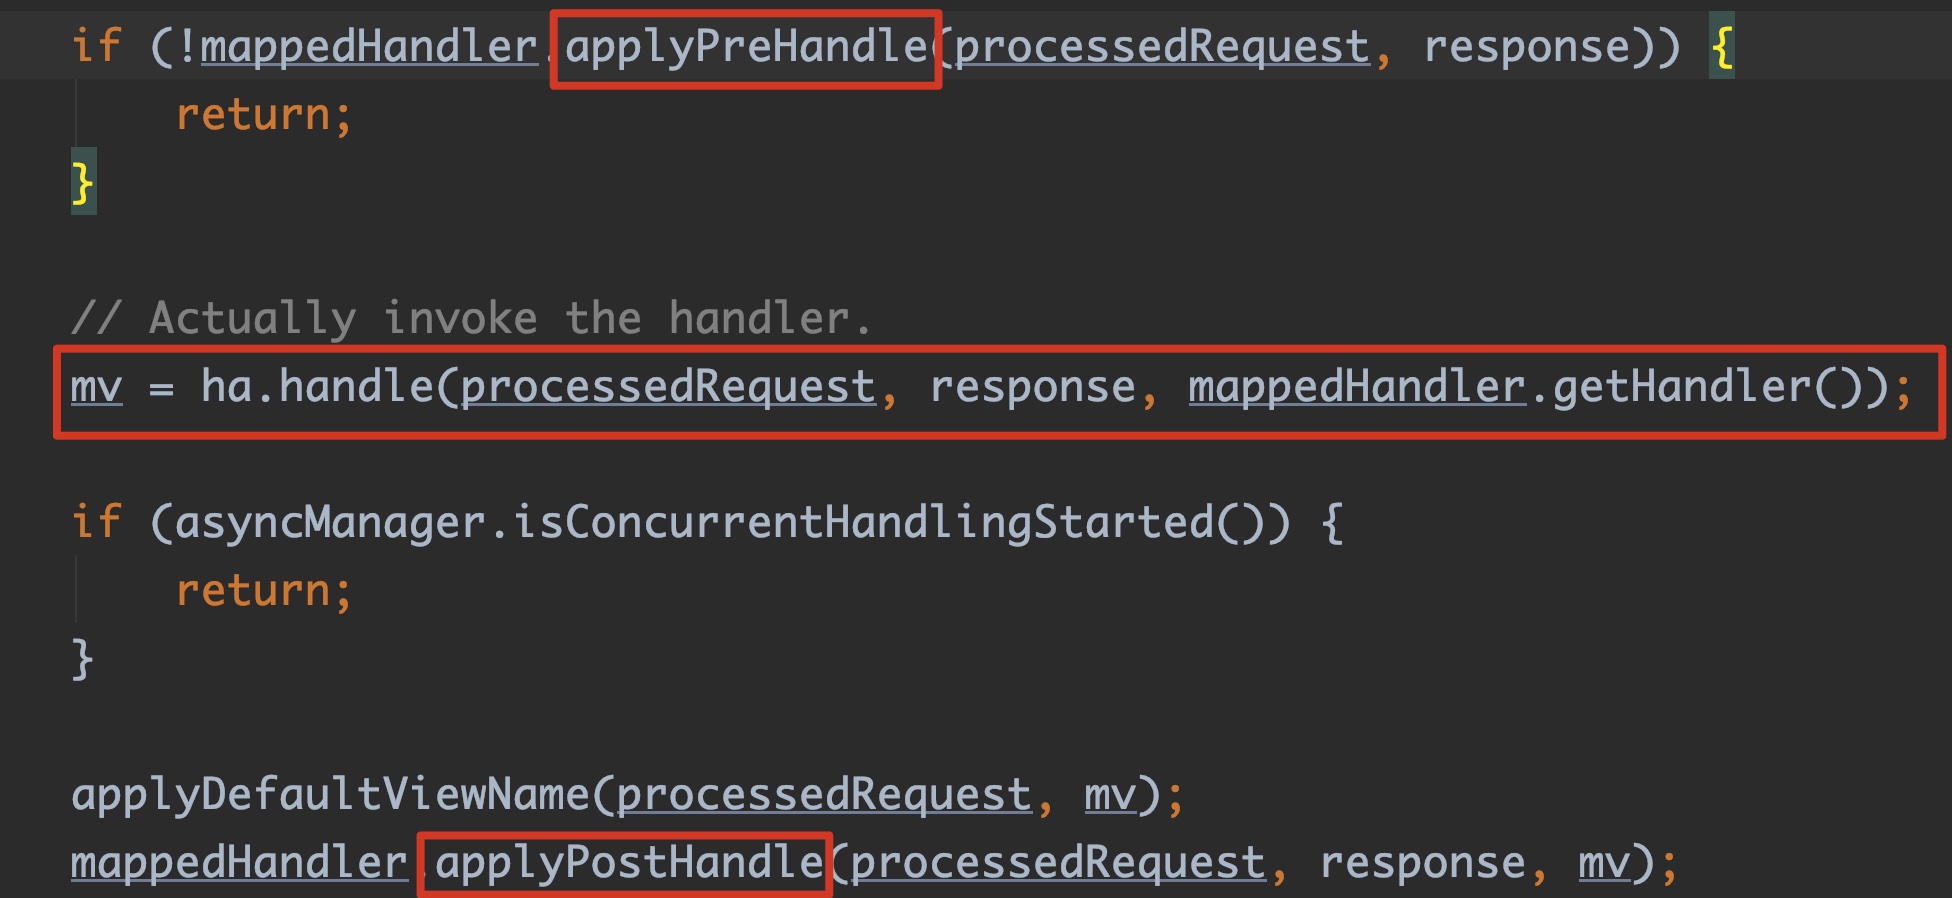 if (!mappedHandler.applyPreHandle(processedRequest, response)) {
return;
}
// Actually invoke the handler.
mv = ha.handle(processedRequest, response, mappedHandler.getHandler());
if (asyncManager.isConcurrentHandlingStarted()) {
return;
}
applyDefaultViewName(processedRequest, mv);
mappedHandler.applyPostHandle(processedRequest, response, mv);